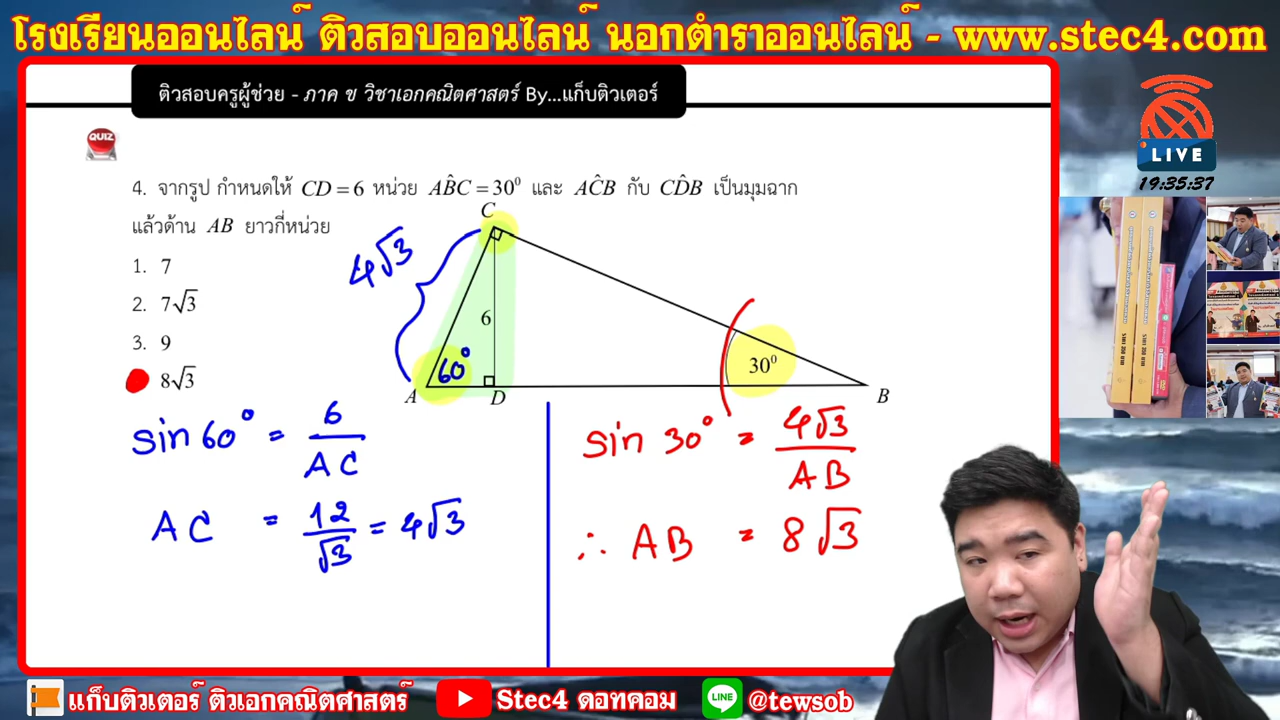 โรงเรียนออนไลน์ ติวสอบออนไลน์ นอกตำราออนไลน์ - www.stec4.com
ติวสอบครูผู้ช่วย - ภาค ข วิชาเอกคณิตศาสตร์ By...แก็บติวเตอร์
LIVE
19:35:37
QUIZ
4. จากรูป กำหนดให้ CD = 6 หน่วย AB̂C = 30⁰ และ AĈB กับ CD̂B เป็นมุมฉาก
แล้วด้าน AB ยาวกี่หน่วย
1. 7
2. 7√3
3. 9
8√3
C
4√3
6
60°
30⁰
A
D
B
sin 60° = 6/AC
AC = 12/√3 = 4√3
sin 30° = 4√3/AB
∴ AB = 8√3
แก็บติวเตอร์ ติวเอกคณิตศาสตร์
Stec4 ดอทคอม
LINE
@tewsob